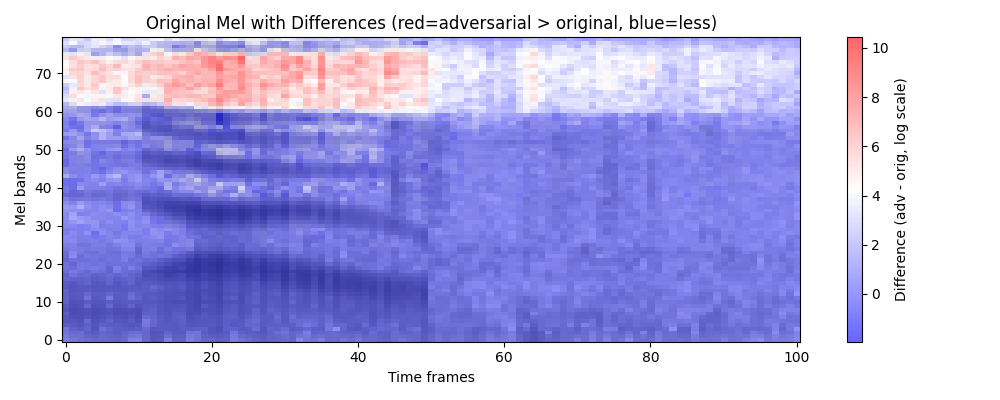 Original Mel with Differences (red=adversarial > original, blue=less)
Mel bands
70
60
50
40
30
20
10
0
0 20 40 60 80 100
Time frames
10
8
6
4
2
0
Difference (adv - orig, log scale)